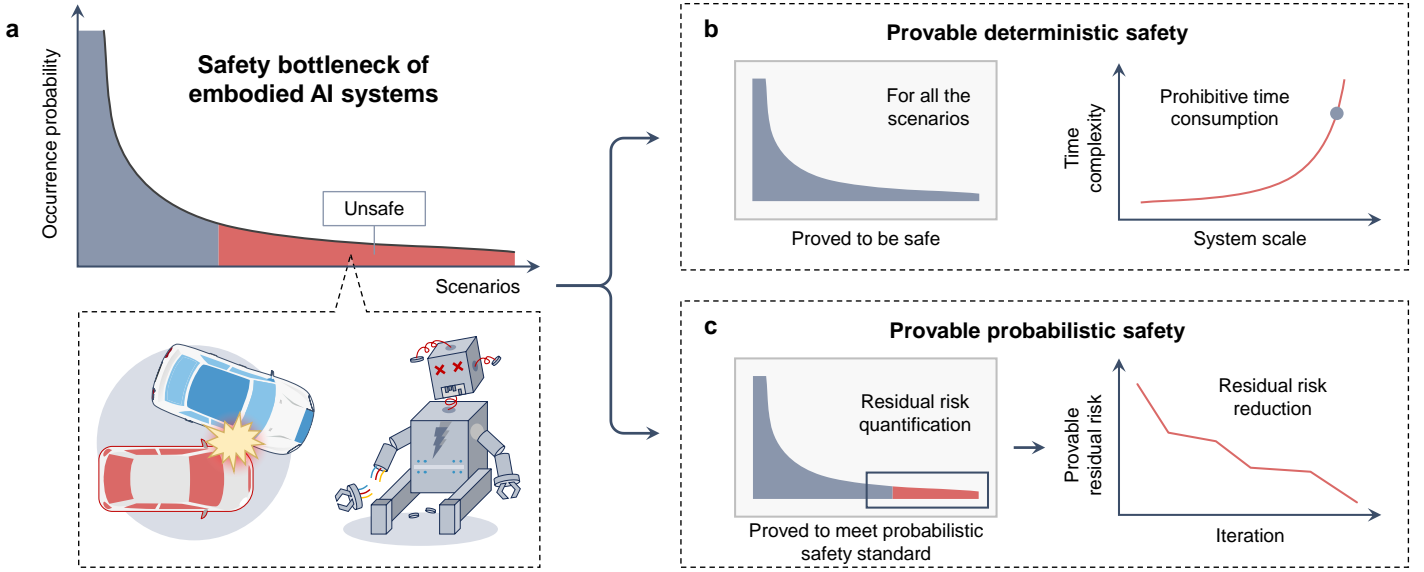 a
Safety bottleneck of
embodied AI systems
Occurrence probability
Unsafe
Scenarios
b
Provable deterministic safety
For all the
scenarios
Proved to be safe
Prohibitive time
consumption
Time
complexity
System scale
c
Provable probabilistic safety
Residual risk
quantification
Proved to meet probabilistic
safety standard
Residual risk
reduction
Provable
residual risk
Iteration